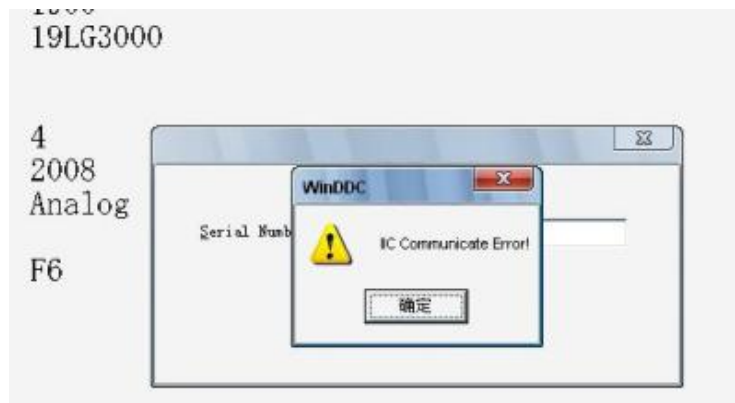 19LG3000
4
2008
Analog
F6
WinDDC
Serial Numb
IIC Communicate Error!
确定